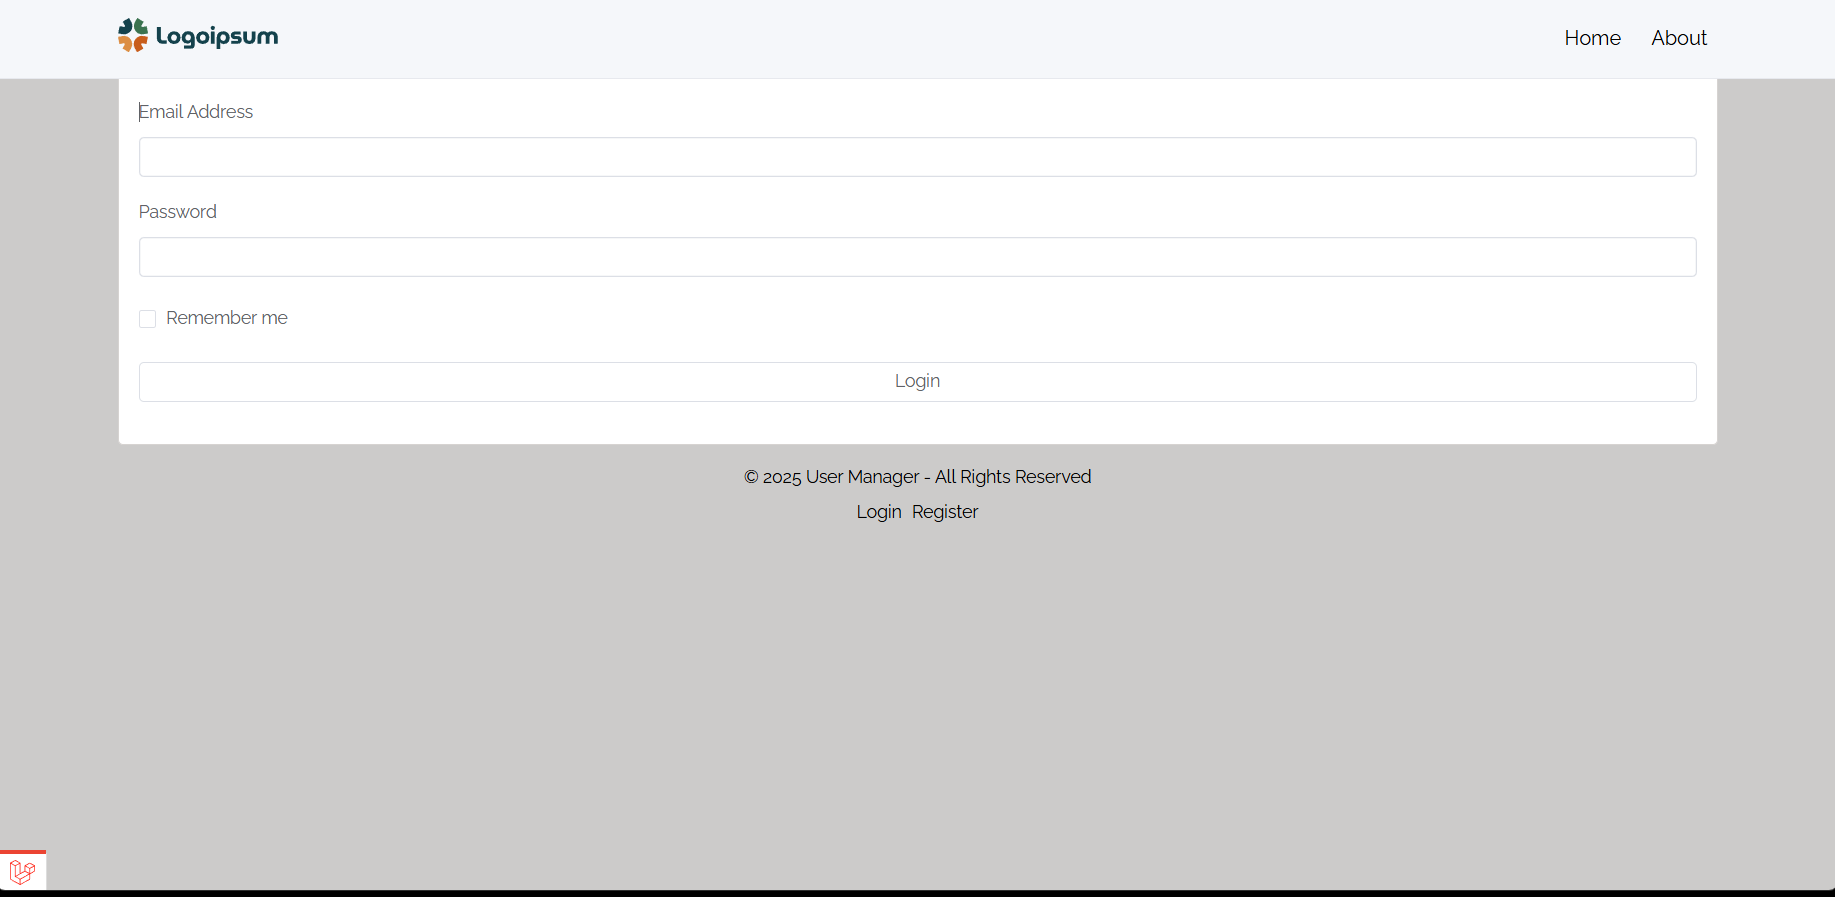 Logoipsum
Home About
Email Address
Password
Remember me
Login
© 2025 User Manager - All Rights Reserved
Login Register